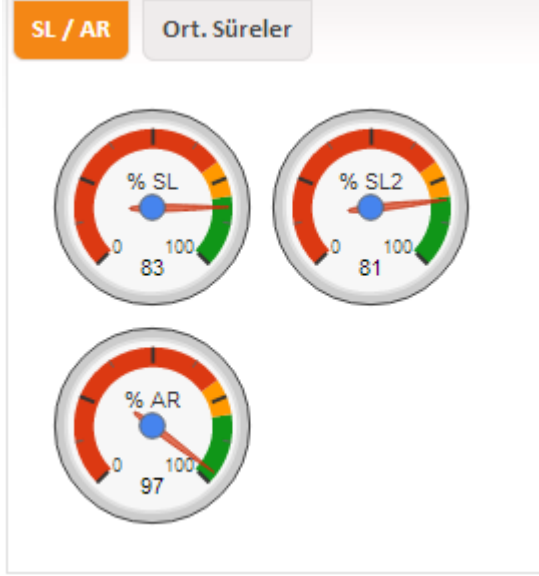 SL / AR
Ort. Süreler
% SL
0 100
83
% SL2
0 100
81
% AR
0 100
97